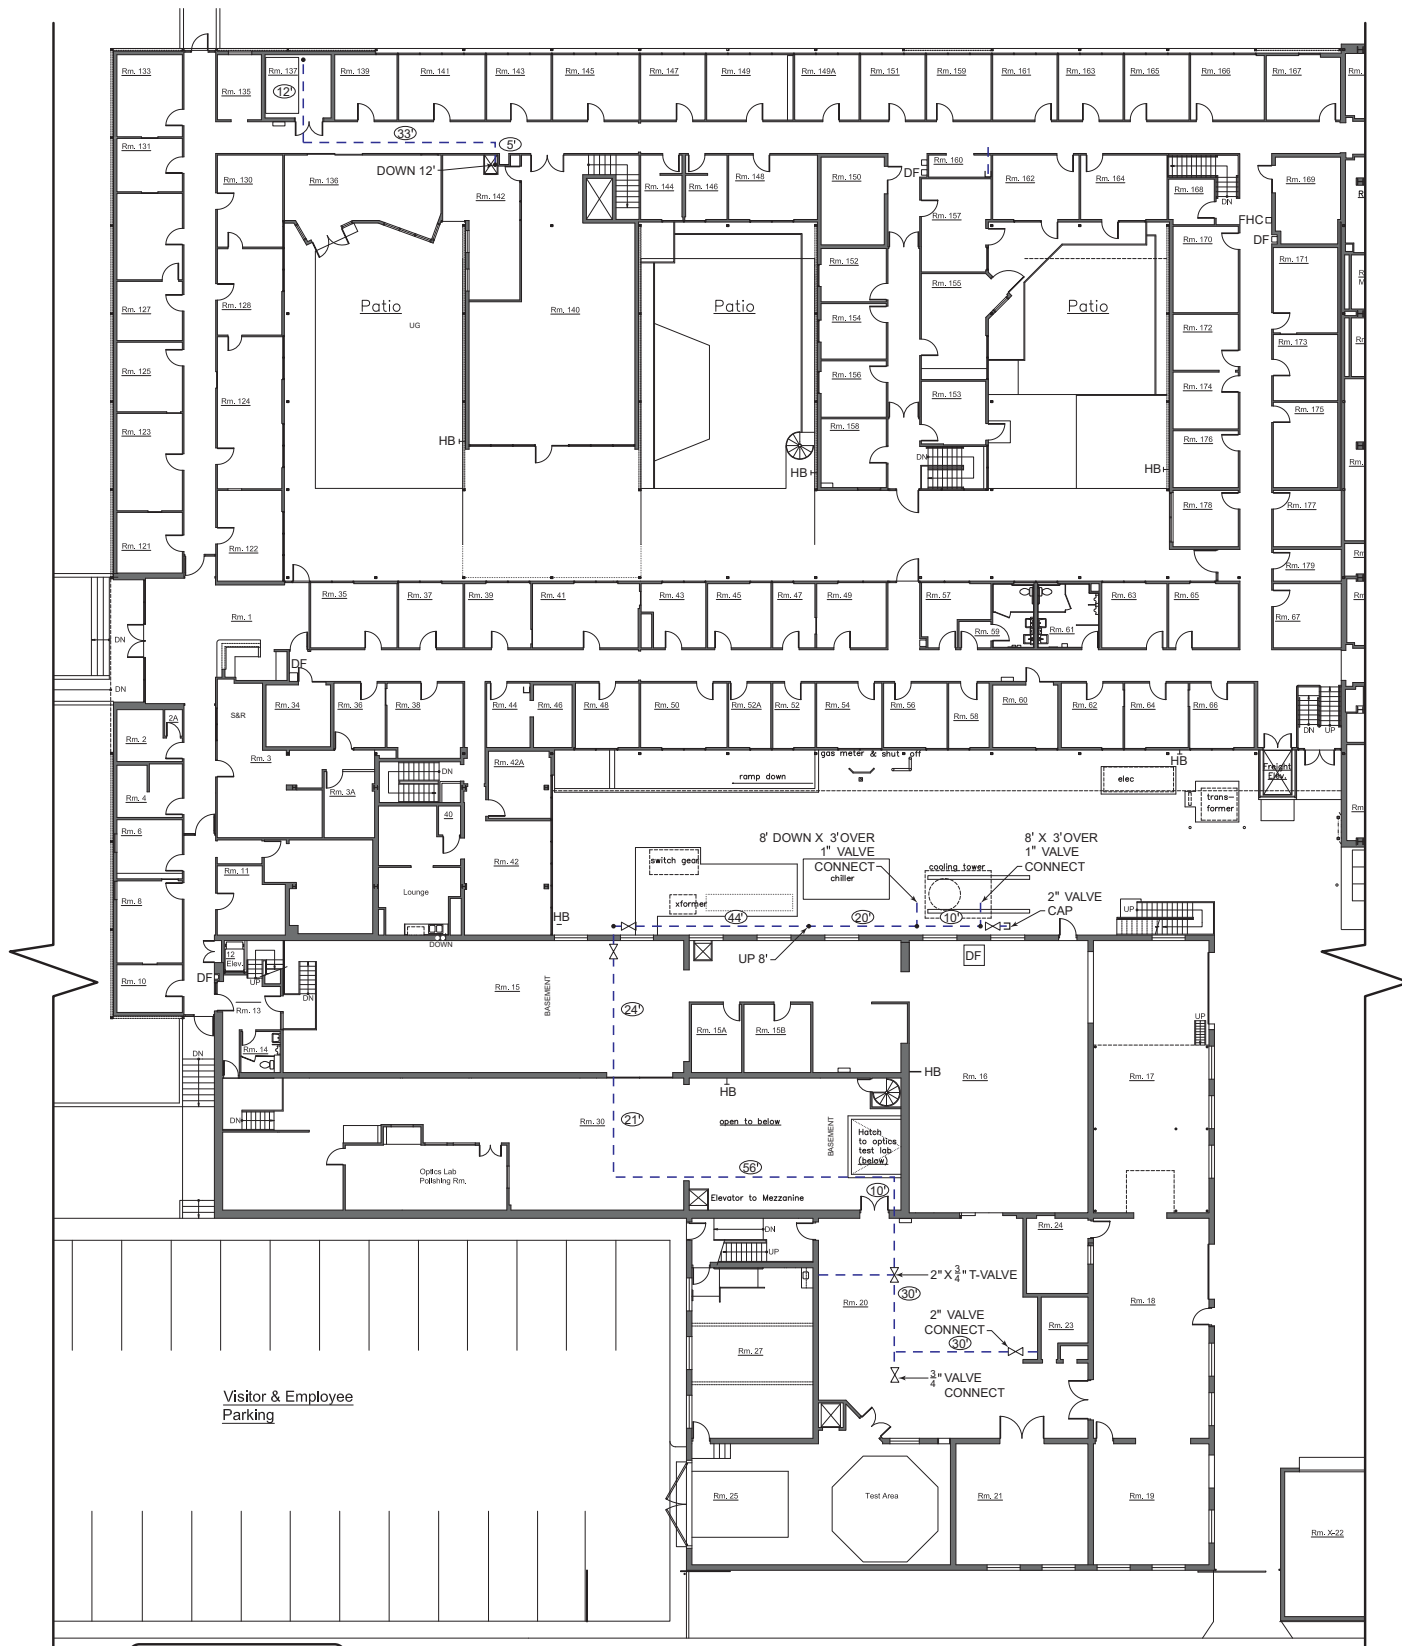 Rm. 133
Rm. 135
Rm. 137
Rm. 139
Rm. 141
Rm. 143
Rm. 145
Rm. 147
Rm. 149
Rm. 149A
Rm. 151
Rm. 159
Rm. 161
Rm. 163
Rm. 165
Rm. 166
Rm. 167
12'
33'
5'
DOWN 12'
Rm. 131
Rm. 130
Rm. 136
Rm. 142
Rm. 144
Rm. 146
Rm. 148
Rm. 150
DF
Rm. 160
Rm. 162
Rm. 164
Rm. 168
DN
Rm. 169
Rm. 157
FHC
DF
Rm. 170
Rm. 171
Rm. 152
Rm. 155
Rm. 127
Rm. 128
Patio
UG
Rm. 140
Patio
Rm. 154
Patio
Rm. 172
Rm. 173
Rm. 125
Rm. 124
Rm. 156
Rm. 153
Rm. 174
Rm. 175
Rm. 123
HB
Rm. 158
HB
DN
Rm. 176
HB
Rm. 121
Rm. 122
Rm. 178
Rm. 177
Rm. 179
Rm. 1
Rm. 35
Rm. 37
Rm. 39
Rm. 41
Rm. 43
Rm. 45
Rm. 47
Rm. 49
Rm. 57
Rm. 59
Rm. 61
Rm. 63
Rm. 65
Rm. 67
DN
DN
DF
S&R
2A
Rm. 2
Rm. 3
Rm. 34
Rm. 36
Rm. 38
Rm. 44
Rm. 46
Rm. 48
Rm. 50
Rm. 52A
Rm. 52
Rm. 54
Rm. 56
Rm. 58
Rm. 60
Rm. 62
Rm. 64
Rm. 66
DN
UP
gas meter & shut off
HB
Rm. 4
Rm. 3A
DN
Rm. 42A
ramp down
elec
Freight
Elev.
trans-
former
Rm. 6
40
8' DOWN X 3'OVER
1" VALVE
CONNECT
8' X 3'OVER
1" VALVE
CONNECT
Rm. 42
switch gear
chiller
cooling tower
Rm. 11
Rm. 8
Lounge
xformer
2" VALVE
CAP
UP
HB
44'
20'
10'
DOWN
12
Elev.
UP
DF
Rm. 10
DN
Rm. 13
Rm. 14
Rm. 15
BASEMENT
UP 8'
DF
24'
Rm. 15A
Rm. 15B
UP
DN
HB
Rm. 16
Rm. 17
HB
DN
Rm. 30
21'
open to below
BASEMENT
Hatch
to optics
test lab
(below)
Optics Lab
Polishing Rm.
56'
10'
Elevator to Mezzanine
DN
UP
Rm. 24
2" X 3/4" T-VALVE
30'
Rm. 20
Rm. 18
2" VALVE
CONNECT
30'
Rm. 23
Rm. 27
3/4" VALVE
CONNECT
Visitor & Employee
Parking
Rm. 25
Test Area
Rm. 21
Rm. 19
Rm. X-22